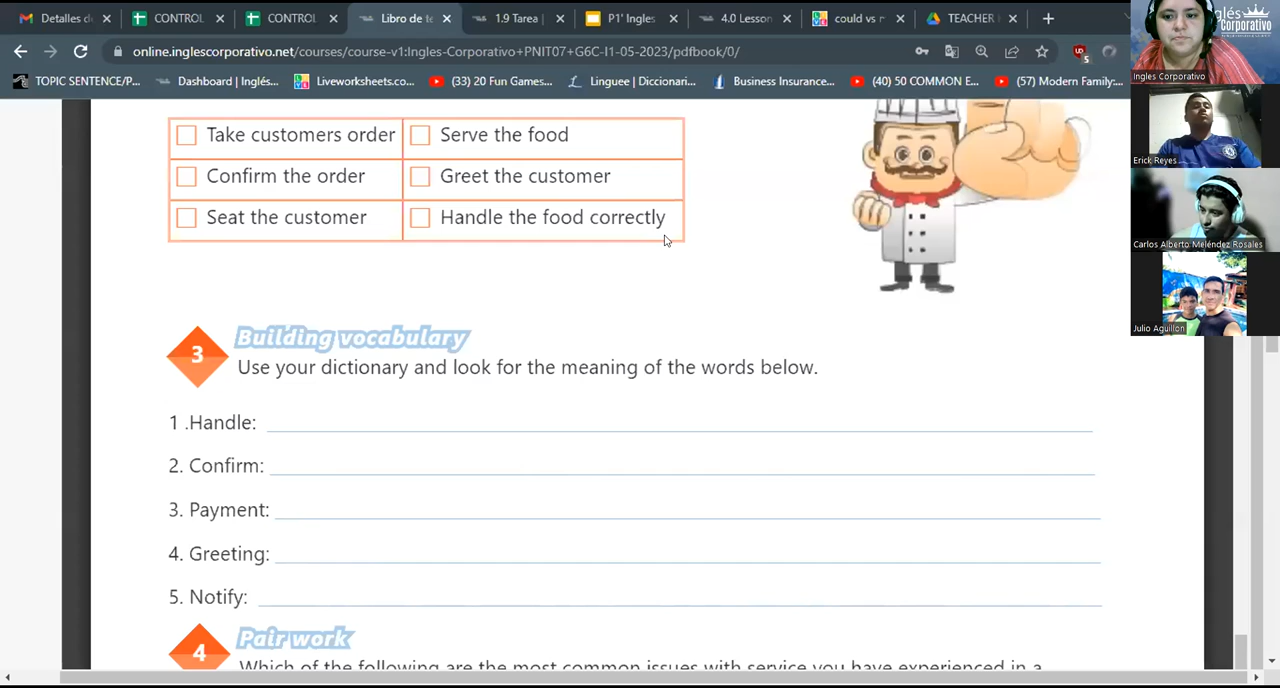 Detalles d
CONTROL
CONTROL
Libro de te
1.9 Tarea |
P1' Ingles
4.0 Lesson
could vs r
TEACHER
online.inglescorporativo.net/courses/course-v1:Ingles-Corporativo+PNIT07+G6C-I1-05-2023/pdfbook/0/
TOPIC SENTENCE/P...
Dashboard | Inglés...
Liveworksheets.co...
(33) 20 Fun Games...
Linguee | Diccionari...
Business Insurance...
(40) 50 COMMON E...
(57) Modern Family:...
5
Ingles Corporativo
Erick Reyes
Carlos Alberto Meléndez Rosales
Julio Aguillon
Take customers order
Serve the food
Confirm the order
Greet the customer
Seat the customer
Handle the food correctly
3
Building vocabulary
Use your dictionary and look for the meaning of the words below.
1 .Handle:
2. Confirm:
3. Payment:
4. Greeting:
5. Notify:
4
Pair work
Which of the following are the most common issues with service you have experienced in a